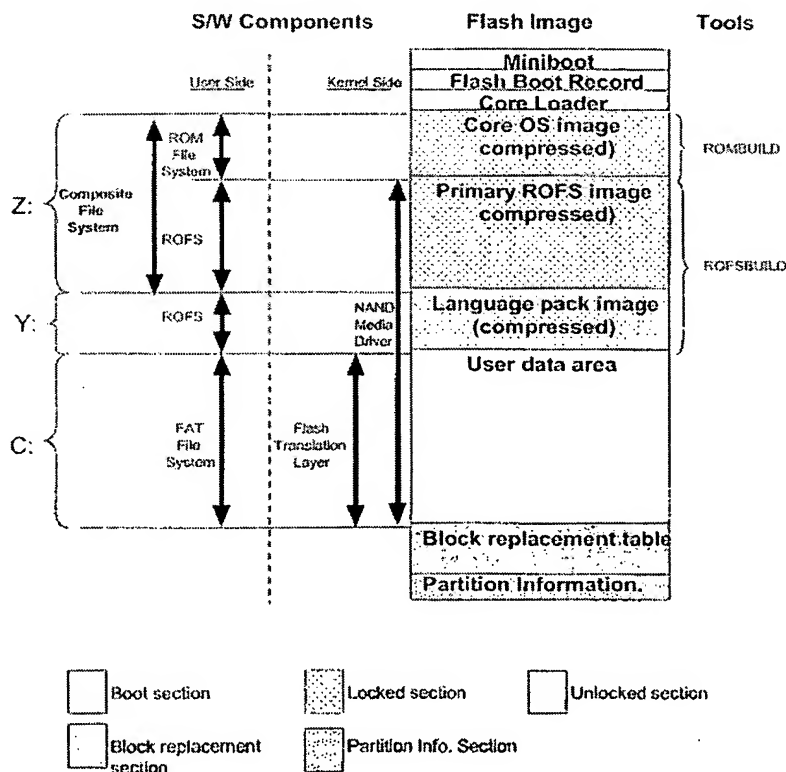 S/W Components
Flash Image
Tools
User Side
Kernel Side
Miniboot
Flash Boot Record
Core Loader
Core OS image
compressed)
ROMBUILD
ROM
File
System
Z:
Composite
File
System
Primary ROFS image
compressed)
ROFS
ROFSBUILD
Y:
ROFS
NAND
Media
Driver
Language pack image
(compressed)
User data area
C:
FAT
File
System
Flash
Translation
Layer
Block replacement table
Partition Information.
Boot section
Locked section
Unlocked section
Block replacement
section
Partition Info. Section